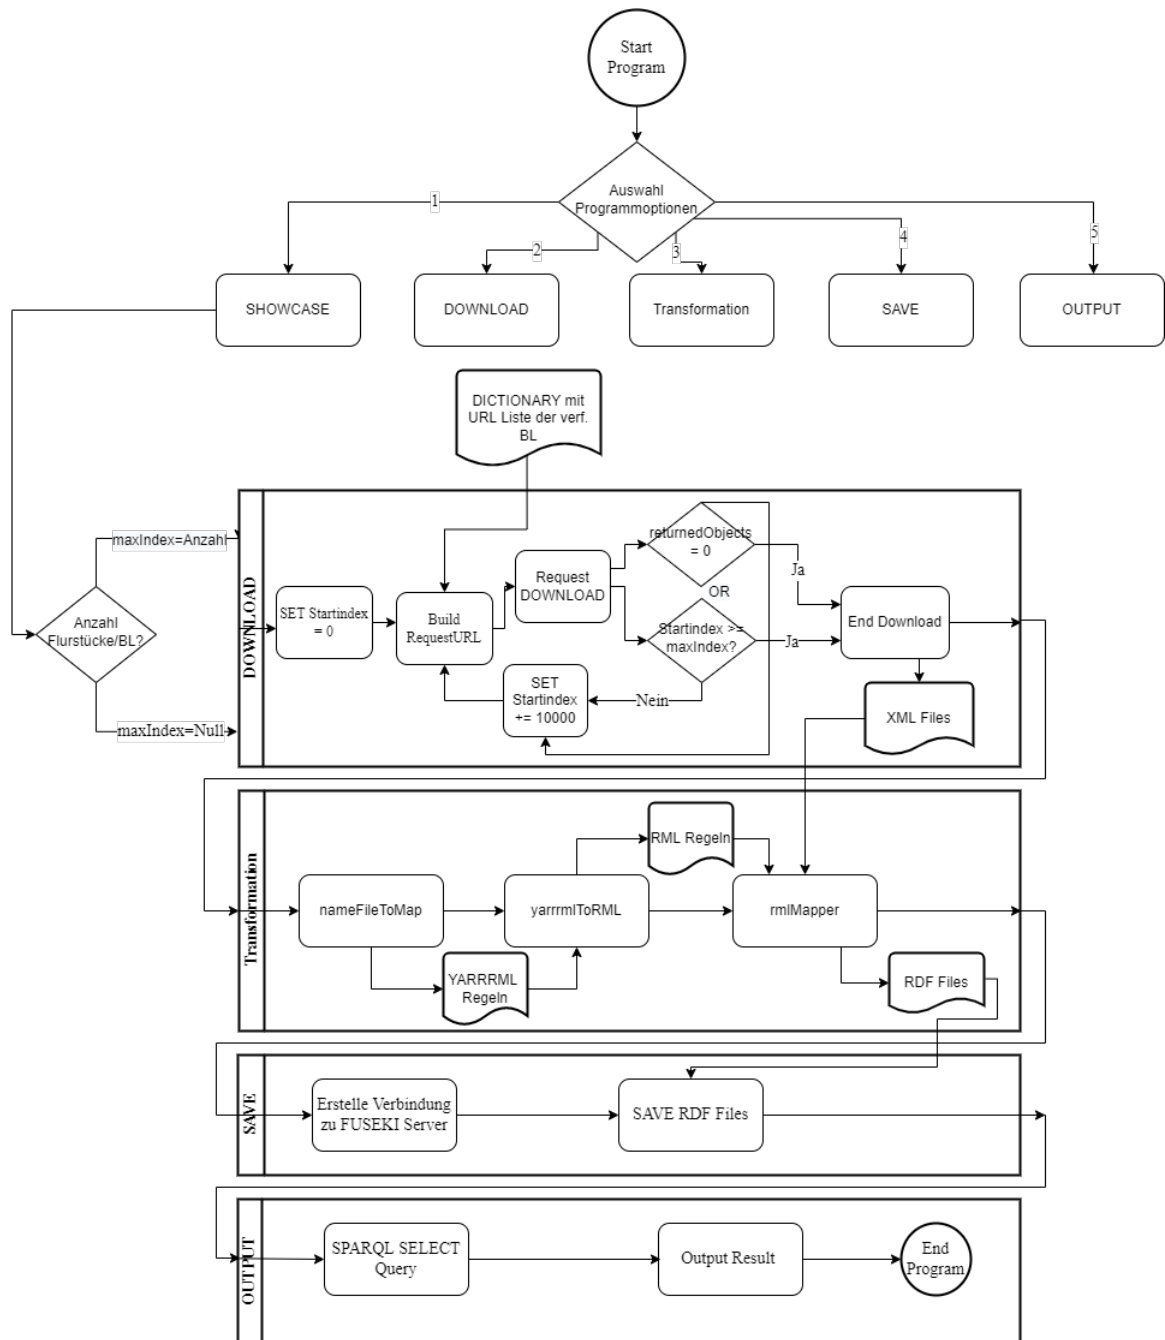 Start
Program
Auswahl
Programmoptionen
1
2
3
4
5
SHOWCASE
DOWNLOAD
Transformation
SAVE
OUTPUT
DICTIONARY mit
URL Liste der verf.
BL
maxIndex=Anzahl
Anzahl
Flurstücke/BL?
maxIndex=Null
DOWNLOAD
SET Startindex
= 0
Build
RequestURL
Request
DOWNLOAD
returnedObjects
= 0
Ja
OR
Startindex >=
maxIndex?
Ja
Nein
SET
Startindex
+= 10000
End Download
XML Files
Transformation
nameFileToMap
YARRRML
Regeln
yarrrmlToRML
RML Regeln
rmlMapper
RDF Files
SAVE
Erstelle Verbindung
zu FUSEKI Server
SAVE RDF Files
OUTPUT
SPARQL SELECT
Query
Output Result
End
Program